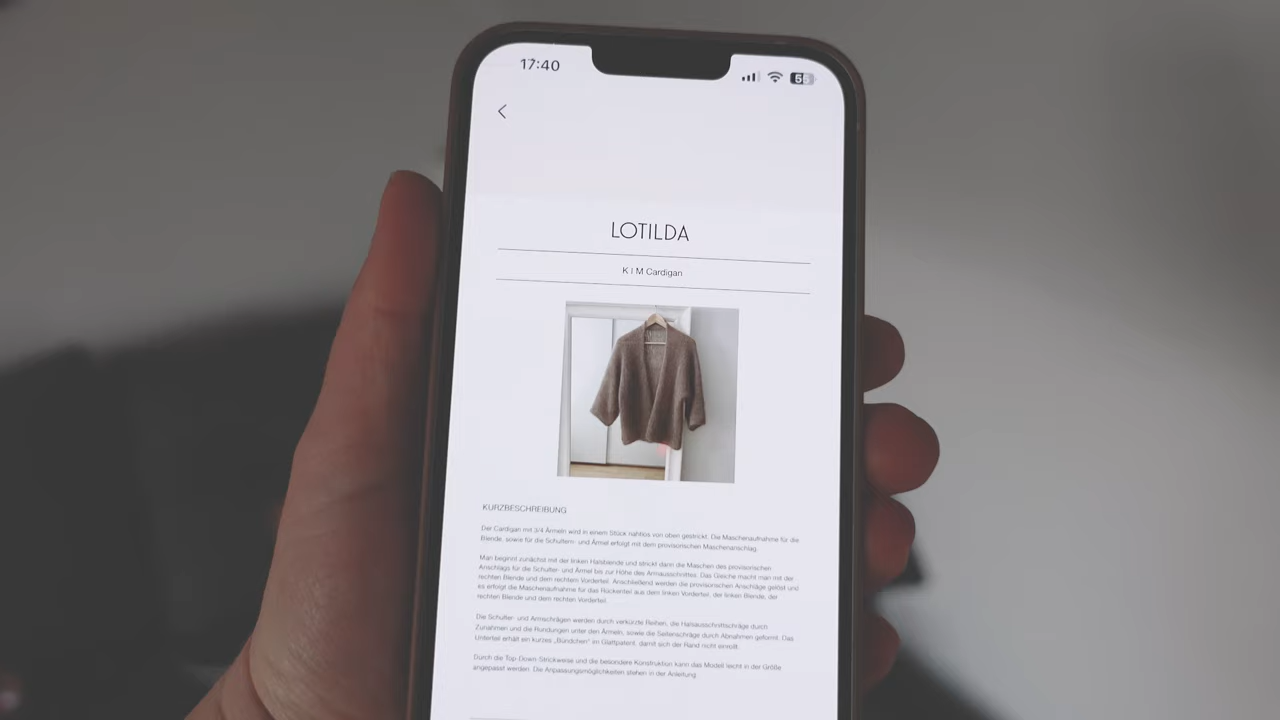 17:40
5
LOTILDA
K I M Cardigan
KURZBESCHREIBUNG
Der Cardigan mit 3/4 Ärmeln wird in einem Stück nahtlos von oben gestrickt. Die Maschenaufnahme für die
Blende, sowie für die Schultern- und Ärmel erfolgt mit dem provisorischen Maschenanschlag.
Man beginnt zunächst mit der linken Halsblende und strickt dann die Maschen des provisorischen
Anschlags für die Schulter- und Ärmel bis zur Höhe des Armausschnittes. Das Gleiche macht man mit der
rechten Blende und dem rechten Vorderteil. Anschließend werden die provisorischen Anschläge gelöst und
es erfolgt die Maschenaufnahme für das Rückenteil aus dem linken Vorderteil, der linken Blende, der
rechten Blende und dem rechten Vorderteil.
Die Schulter- und Armschrägen werden durch verkürzte Reihen, die Halsausschnittschräge durch
Zunahmen und die Rundungen unter den Ärmeln, sowie die Seitenschräge durch Abnahmen geformt. Das
Unterteil erhält ein kurzes „Bündchen" im Glattpatent, damit sich der Rand nicht einrollt.
Durch die Top-Down-Strickweise und die besondere Konstruktion kann das Modell leicht in der Größe
angepasst werden. Die Anpassungsmöglichkeiten stehen in der Anleitung.